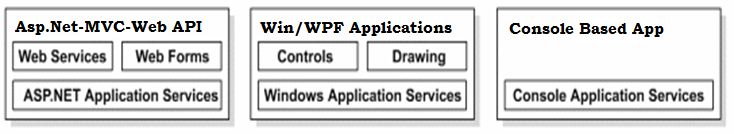 Asp.Net-MVC-Web API
Web Services
Web Forms
ASP.NET Application Services
Win/WPF Applications
Controls
Drawing
Windows Application Services
Console Based App
Console Application Services